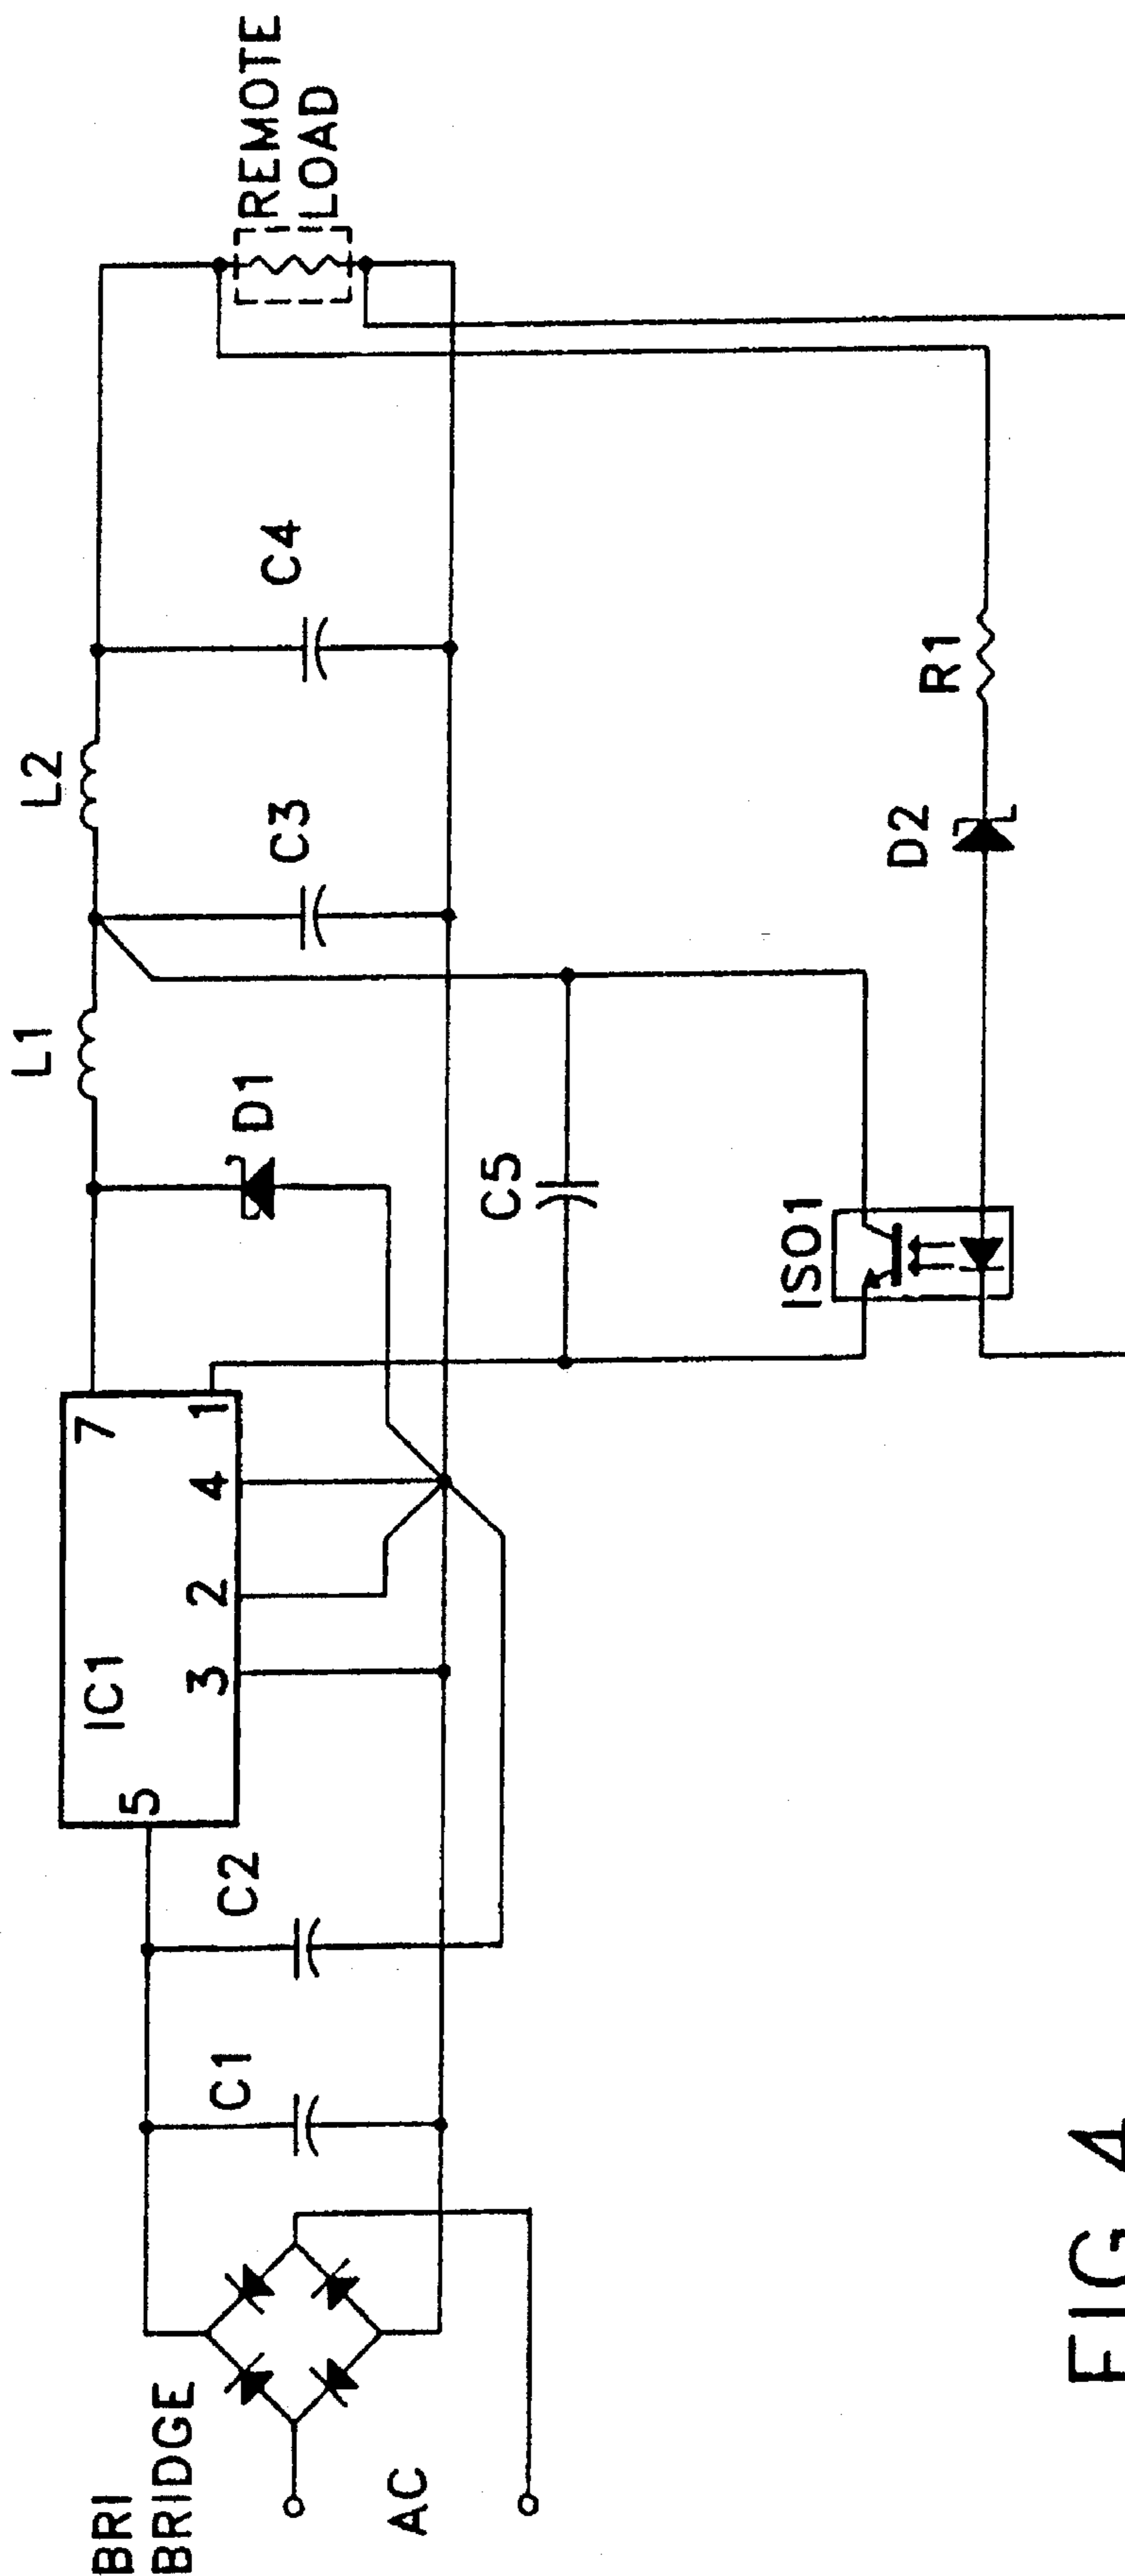 BRI
BRIDGE
AC
C1
C2
5
IC1
3
2
4
1
7
D1
L1
C3
L2
C4
REMOTE
LOAD
C5
ISO1
D2
R1
FIG 4